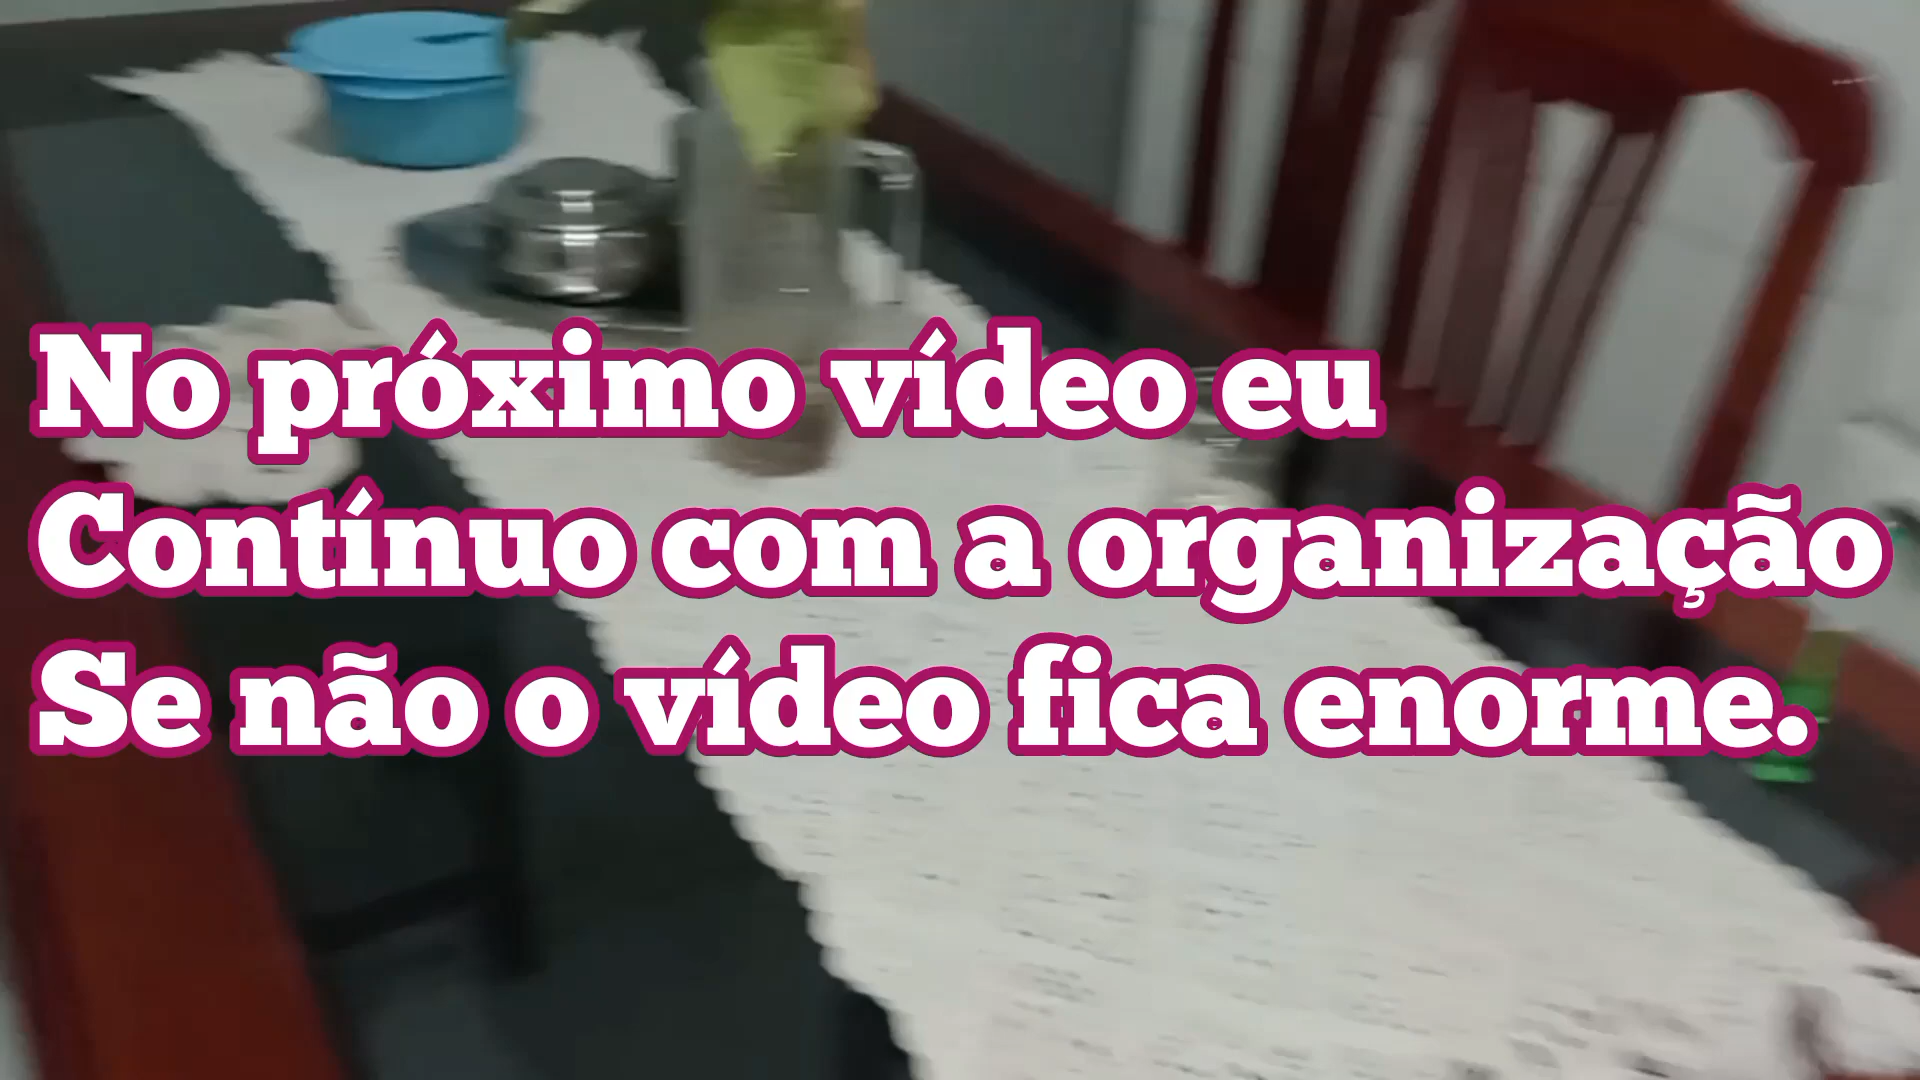 No próximo vídeo eu
Contínuo com a organização
Se não o vídeo fica enorme.